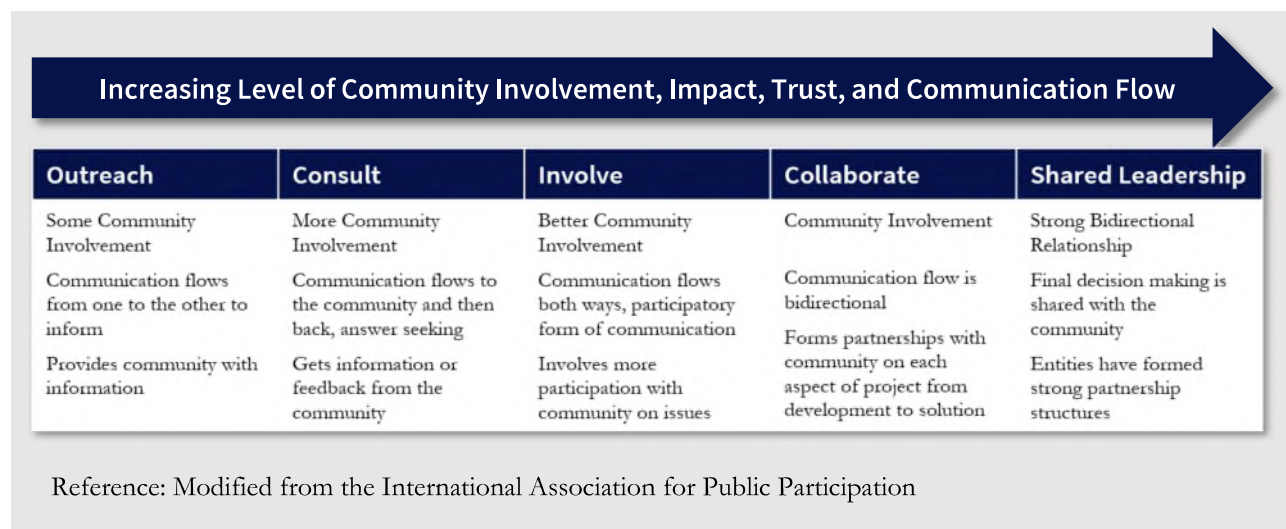 Increasing Level of Community Involvement, Impact, Trust, and Communication Flow
Outreach
Some Community
Involvement
Communication flows
from one to the other to
inform
Provides community with
information
Consult
More Community
Involvement
Communication flows to
the community and then
back, answer seeking
Gets information or
feedback from the
community
Involve
Better Community
Involvement
Communication flows
both ways, participatory
form of communication
Involves more
participation with
community on issues
Collaborate
Community Involvement
Communication flow is
bidirectional
Forms partnerships with
community on each
aspect of project from
development to solution
Shared Leadership
Strong Bidirectional
Relationship
Final decision making is
shared with the
community
Entities have formed
strong partnership
structures
Reference: Modified from the International Association for Public Participation